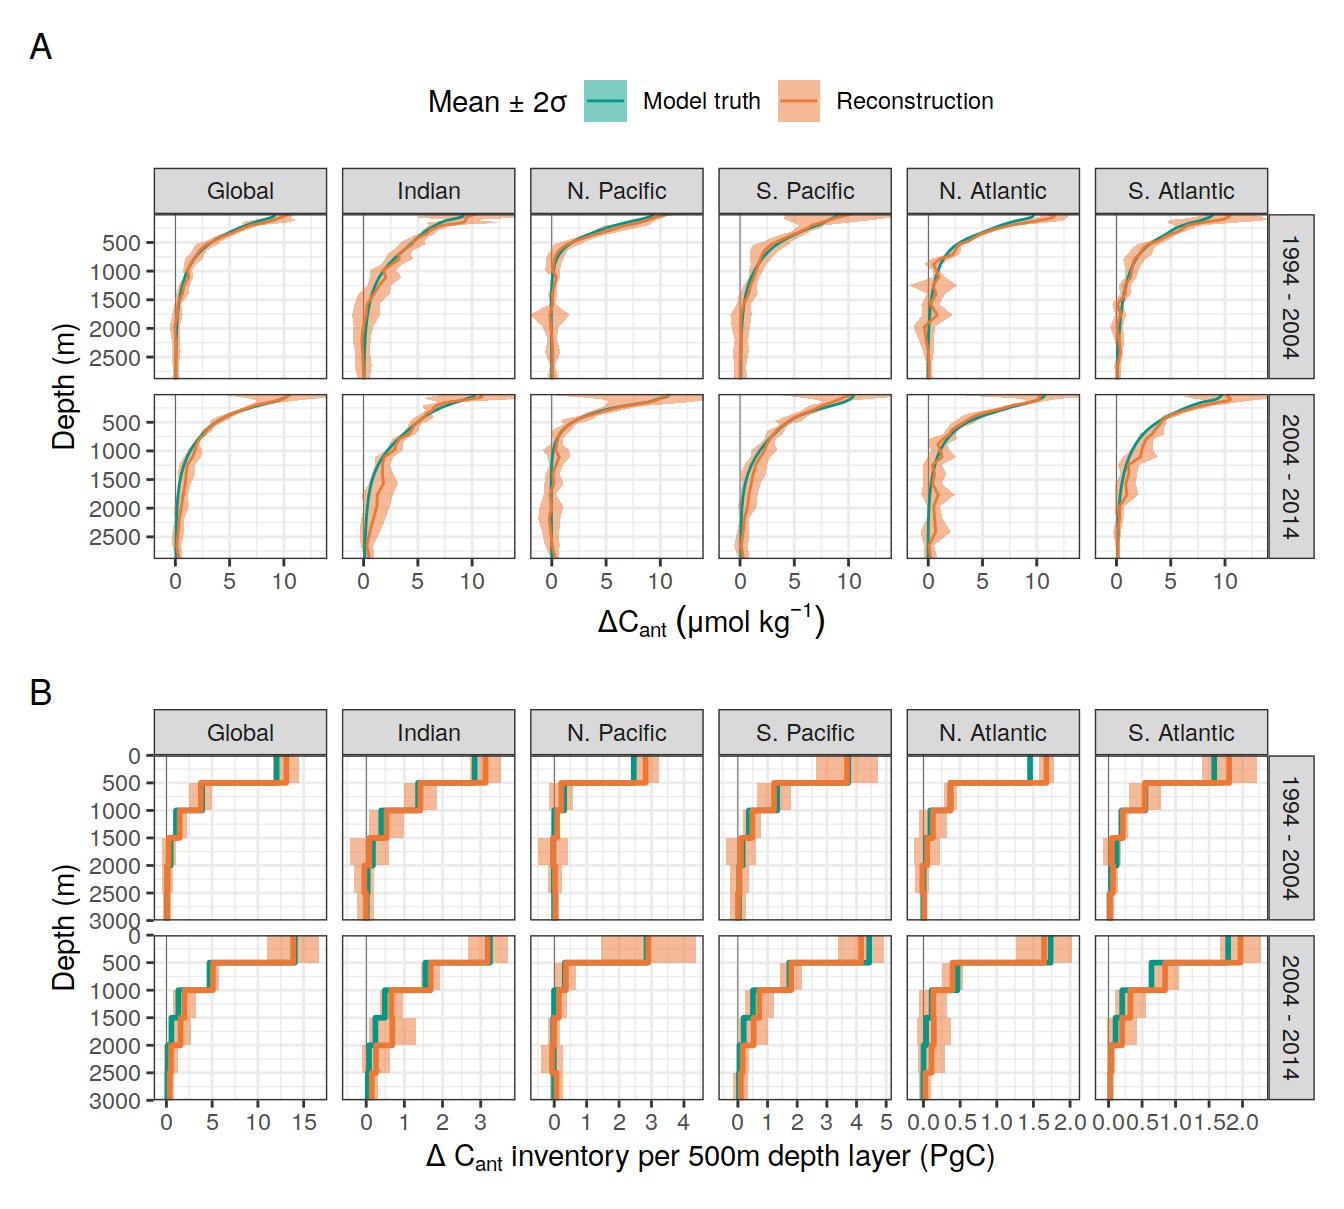 A
Mean ± 2σ Model truth Reconstruction
Global Indian N. Pacific S. Pacific N. Atlantic S. Atlantic
Depth (m)
500
1000
1500
2000
2500
1994 - 2004
500
1000
1500
2000
2500
2004 - 2014
0 5 10 0 5 10 0 5 10 0 5 10 0 5 10 0 5 10
ΔCant (μmol kg−1)
B
Global Indian N. Pacific S. Pacific N. Atlantic S. Atlantic
Depth (m)
0
500
1000
1500
2000
2500
3000
1994 - 2004
0
500
1000
1500
2000
2500
3000
2004 - 2014
0 5 10 15 0 1 2 3 0 1 2 3 4 0 1 2 3 4 5 0.0 0.5 1.0 1.5 2.0 0.0 0.5 1.0 1.5 2.0
Δ Cant inventory per 500m depth layer (PgC)